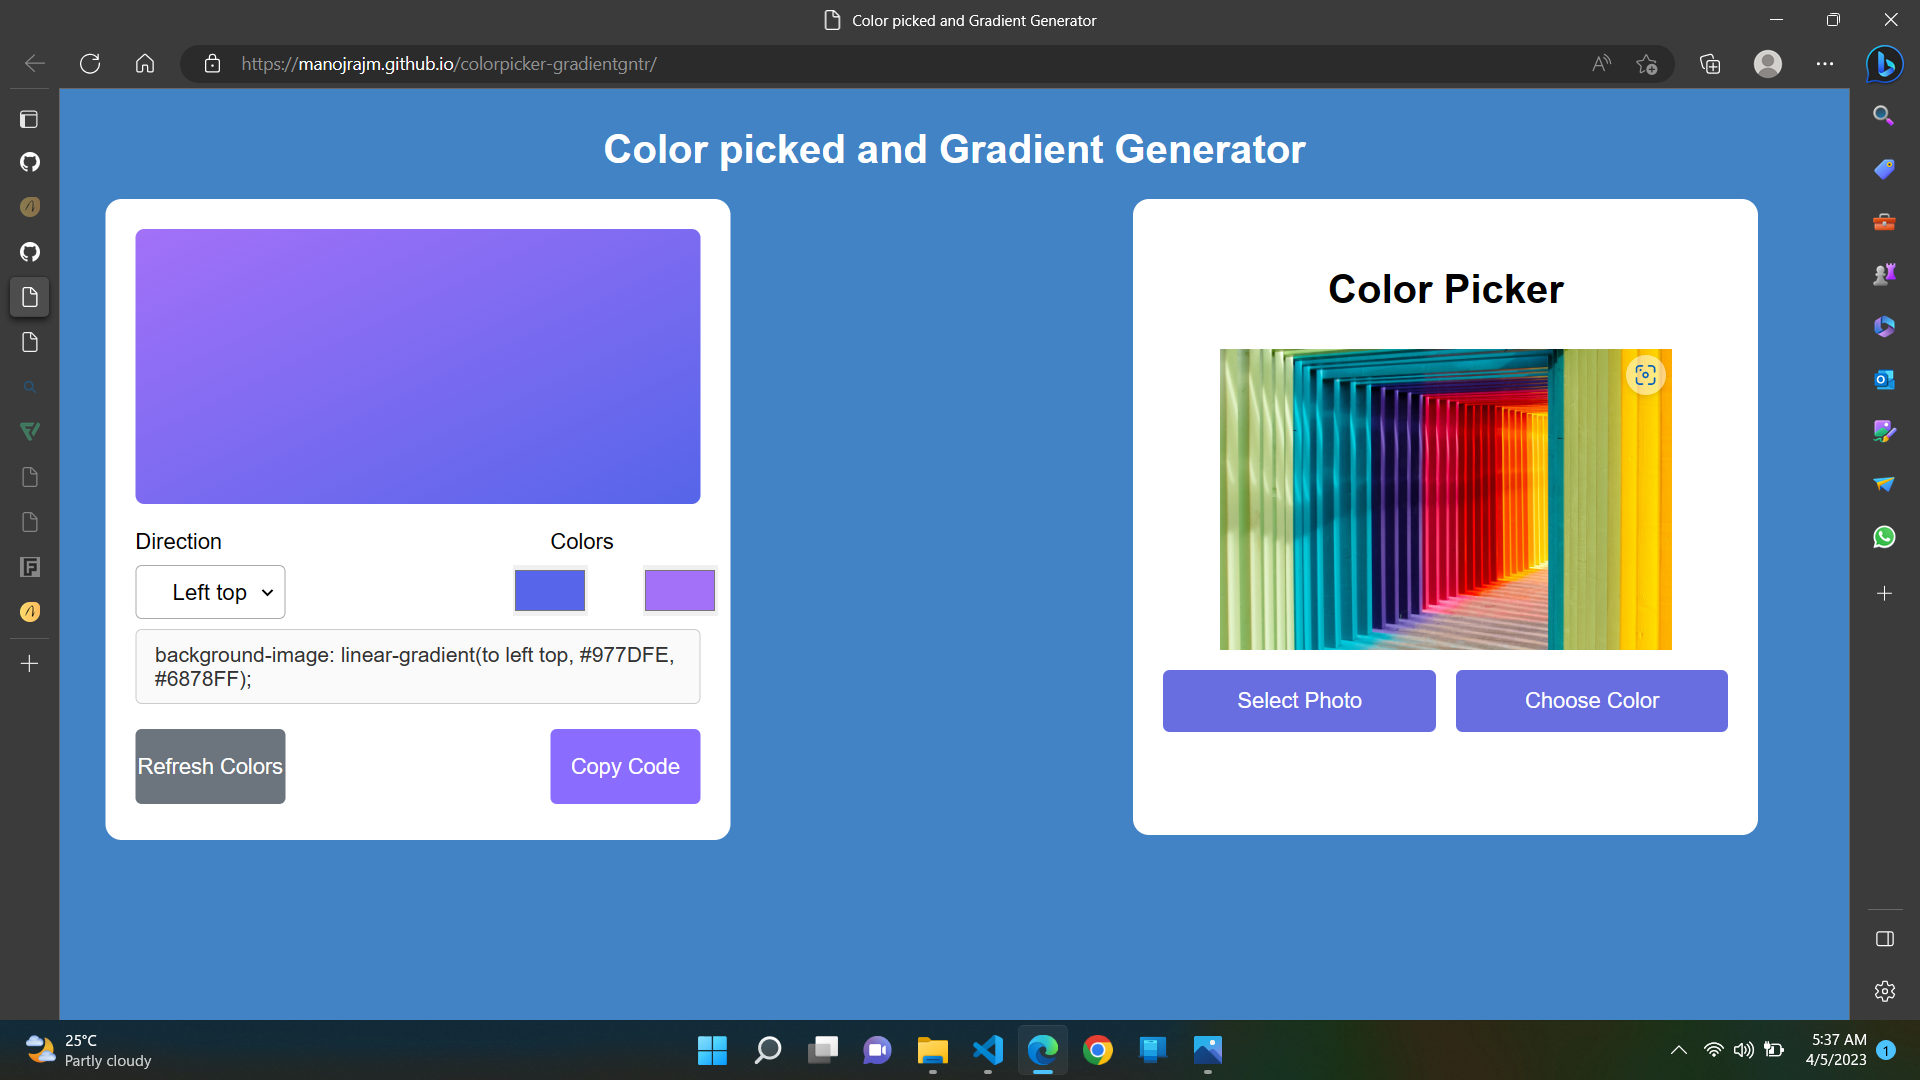 Color picked and Gradient Generator
https://manojrajm.github.io/colorpicker-gradientgntr/
Color picked and Gradient Generator
Direction
Colors
Left top
background-image: linear-gradient(to left top, #977DFE,
#6878FF);
Refresh Colors
Copy Code
Color Picker
Select Photo
Choose Color
25°C
Partly cloudy
5:37 AM
4/5/2023
1